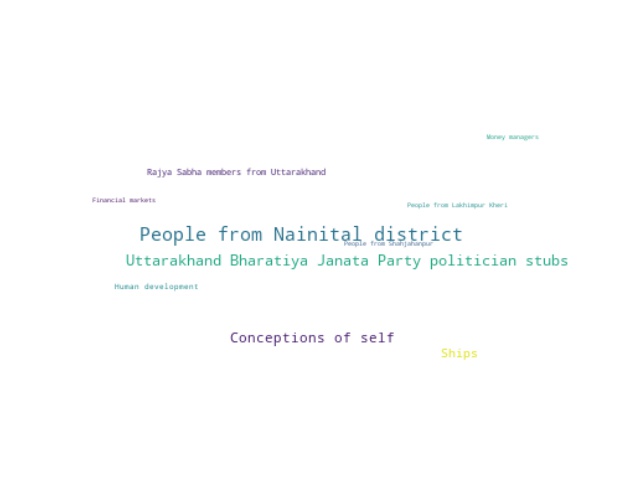 Money managers
Rajya Sabha members from Uttarakhand
Financial markets
People from Lakhimpur Kheri
People from Nainital district
People from Shahjahanpur
Uttarakhand Bharatiya Janata Party politician stubs
Human development
Conceptions of self
Ships